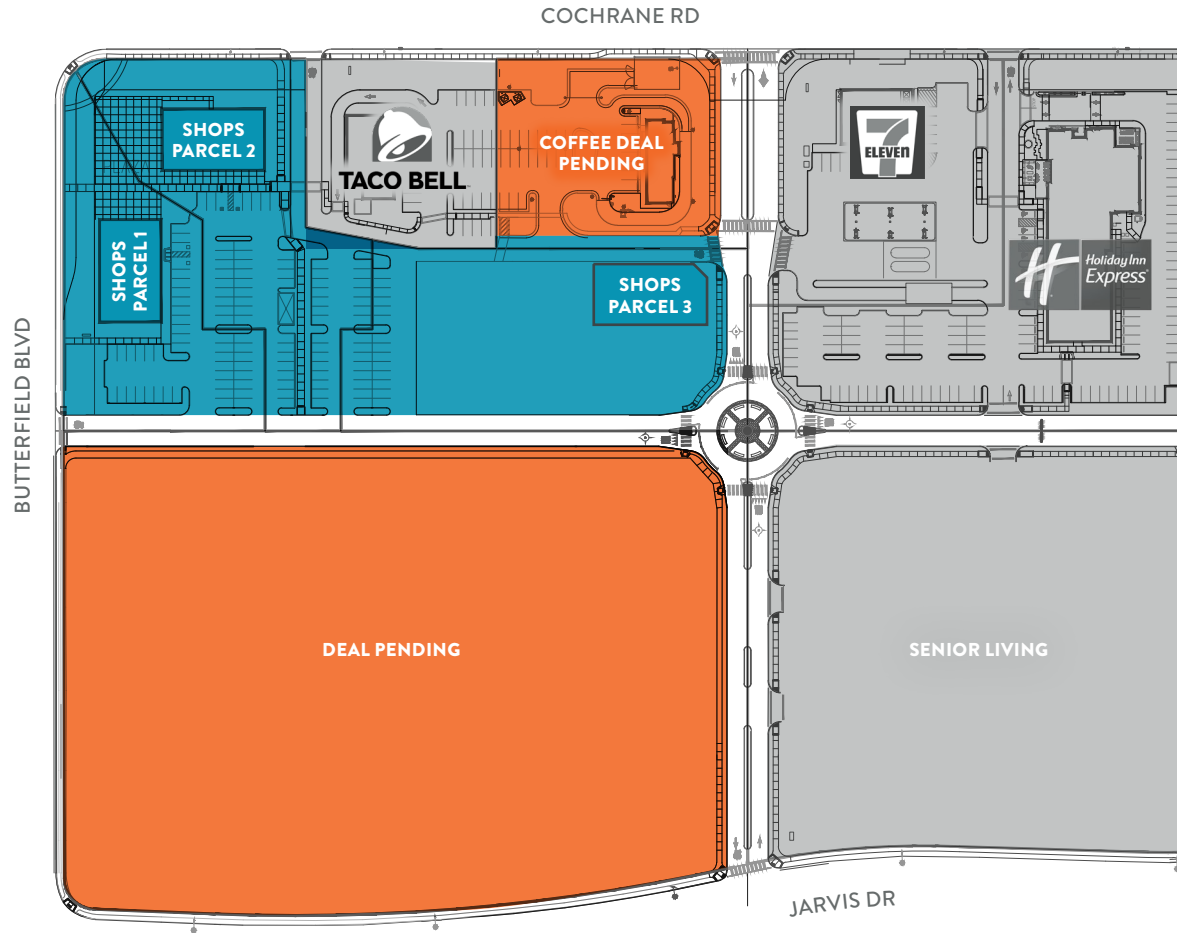 COCHRANE RD
SHOPS
PARCEL 2
TACO BELL
COFFEE DEAL
PENDING
7
ELEVEN
SHOPS
PARCEL 1
SHOPS
PARCEL 3
H
Holiday Inn
Express
BUTTERFIELD BLVD
DEAL PENDING
SENIOR LIVING
JARVIS DR